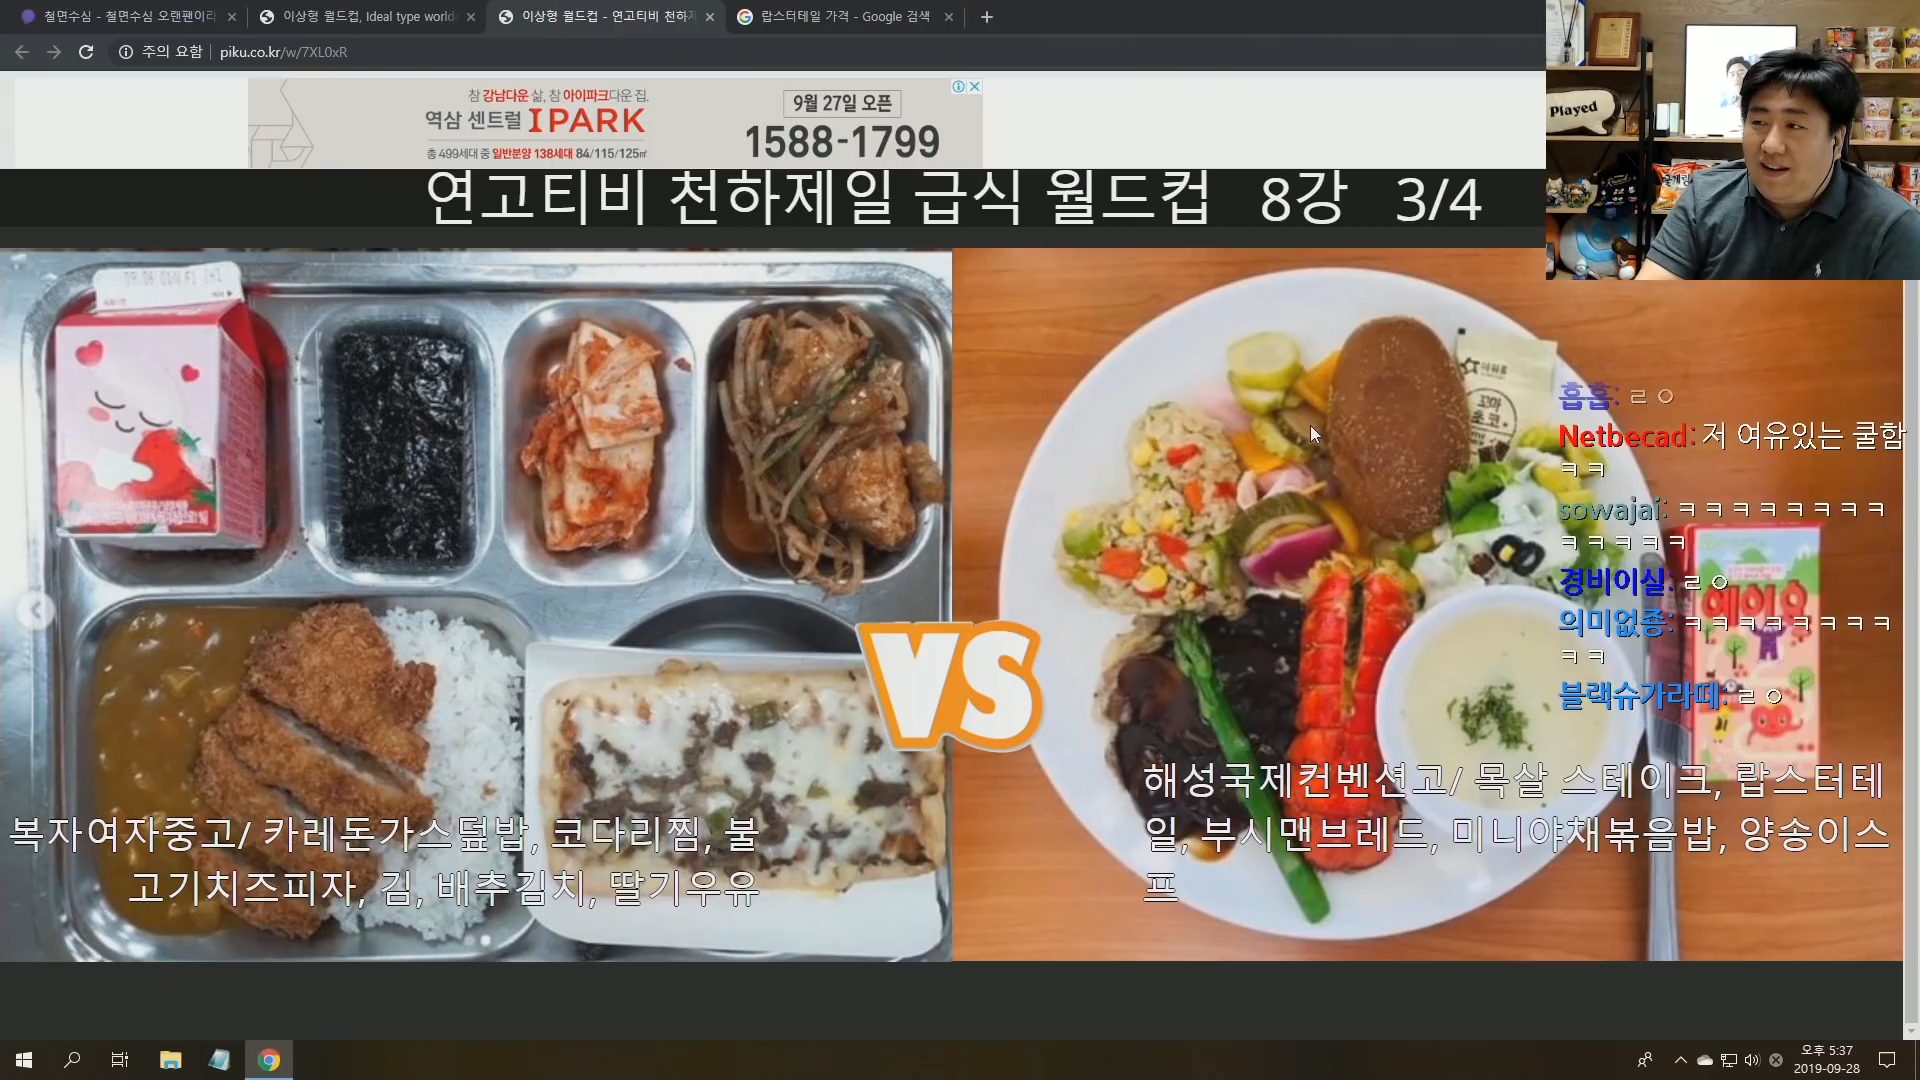 철면수심 - 철면수심 오랜팬이라
이상형 월드컵, Ideal type world
이상형 월드컵 - 연고티비 천하제
랍스터테일 가격 - Google 검색
주의 요함
piku.co.kr/w/7XL0xR
참 강남다운 삶, 참 아이파크다운 집.
역삼 센트럴 IPARK
총 499세대 중 일반분양 138세대 84/115/125㎡
9월 27일 오픈
1588-1799
Played
연고티비 천하제일 급식 월드컵 8강 3/4
흡흡: ㄹㅇ
Netbecad: 저 여유있는 쿨함
ㅋㅋ
sowajai: ㅋㅋㅋㅋㅋㅋㅋㅋ
ㅋㅋㅋㅋㅋ
경비이실: ㄹㅇ
의미없죵: ㅋㅋㅋㅋㅋㅋㅋㅋ
ㅋㅋ
블랙슈가라떼: ㄹㅇ
꼬마
초코
에이요
VS
복자여자중고/ 카레돈가스덮밥, 코다리찜, 불
고기치즈피자, 김, 배추김치, 딸기우유
해성국제컨벤션고/ 목살 스테이크, 랍스터테
일, 부시맨브레드, 미니야채볶음밥, 양송이스
프
오후 5:37
2019-09-28